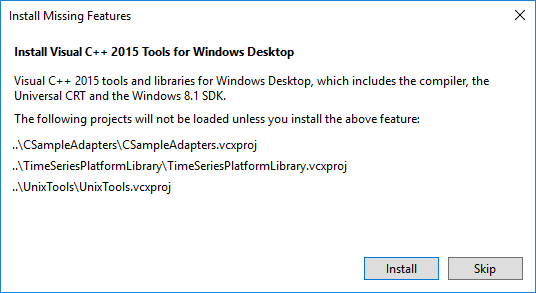 Install Missing Features
Install Visual C++ 2015 Tools for Windows Desktop
Visual C++ 2015 tools and libraries for Windows Desktop, which includes the compiler, the
Universal CRT and the Windows 8.1 SDK.
The following projects will not be loaded unless you install the above feature:
..\CSampleAdapters\CSampleAdapters.vcxproj
..\TimeSeriesPlatformLibrary\TimeSeriesPlatformLibrary.vcxproj
..\UnixTools\UnixTools.vcxproj
Install Skip